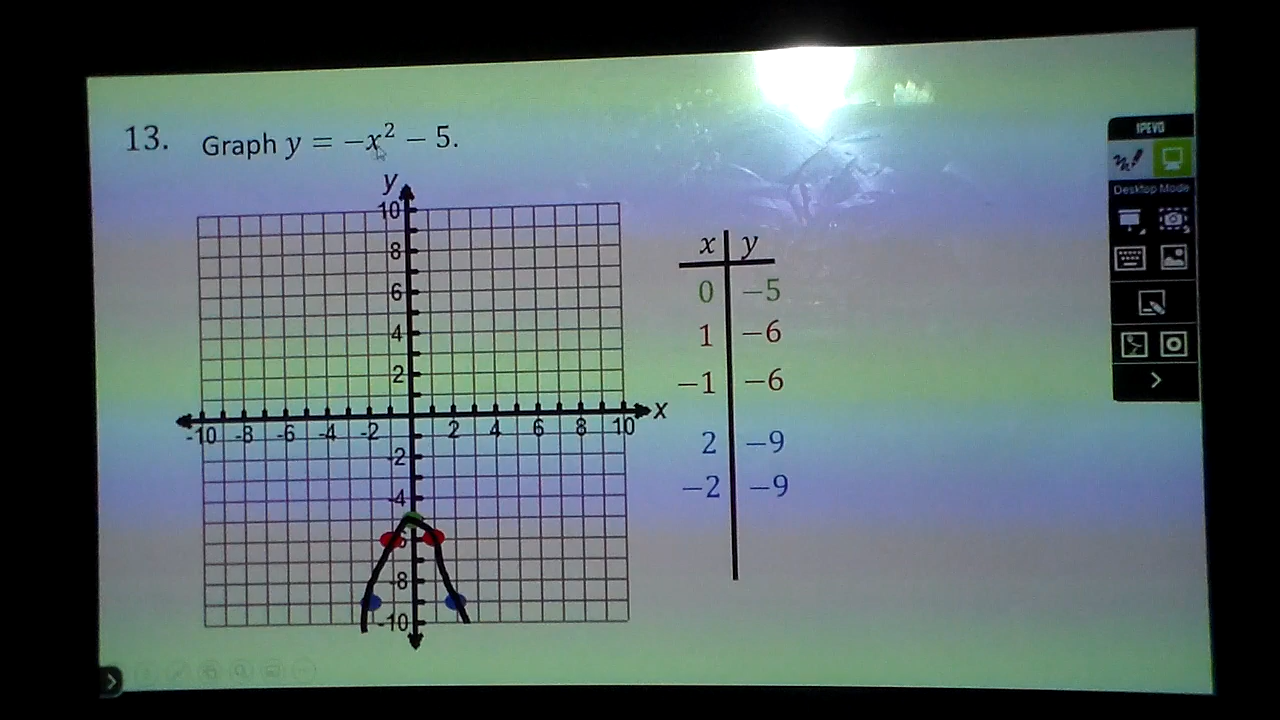 13. Graph y = −x² − 5.
IPEVO
Desktop Mode
y
10
8
6
4
2
x
-10 -8 -6 -4 -2 2 4 6 8 10
-2
-4
-8
-10
x y
0 −5
1 −6
−1 −6
2 −9
−2 −9